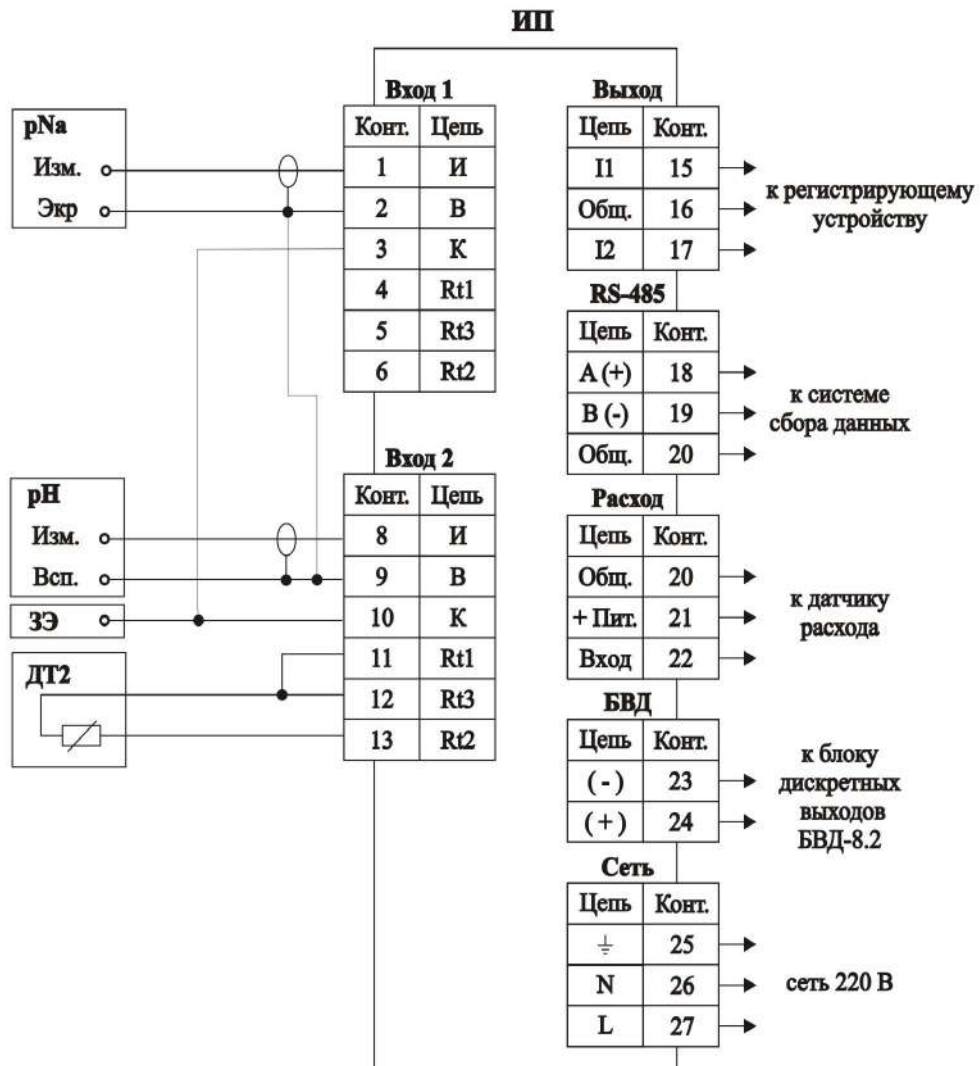 ИП
Вход 1
Конт. Цепь
1 И
2 В
3 К
4 Rt1
5 Rt3
6 Rt2
pNa
Изм.
Экр
Вход 2
Конт. Цепь
8 И
9 В
10 К
11 Rt1
12 Rt3
13 Rt2
pH
Изм.
Всп.
ЗЭ
ДТ2
Выход
Цепь Конт.
I1 15
Общ. 16
I2 17
к регистрирующему
устройству
RS-485
Цепь Конт.
A (+) 18
B (-) 19
Общ. 20
к системе
сбора данных
Расход
Цепь Конт.
Общ. 20
+ Пит. 21
Вход 22
к датчику
расхода
БВД
Цепь Конт.
( - ) 23
( + ) 24
к блоку
дискретных
выходов
БВД-8.2
Сеть
Цепь Конт.
⏚ 25
N 26
L 27
сеть 220 В